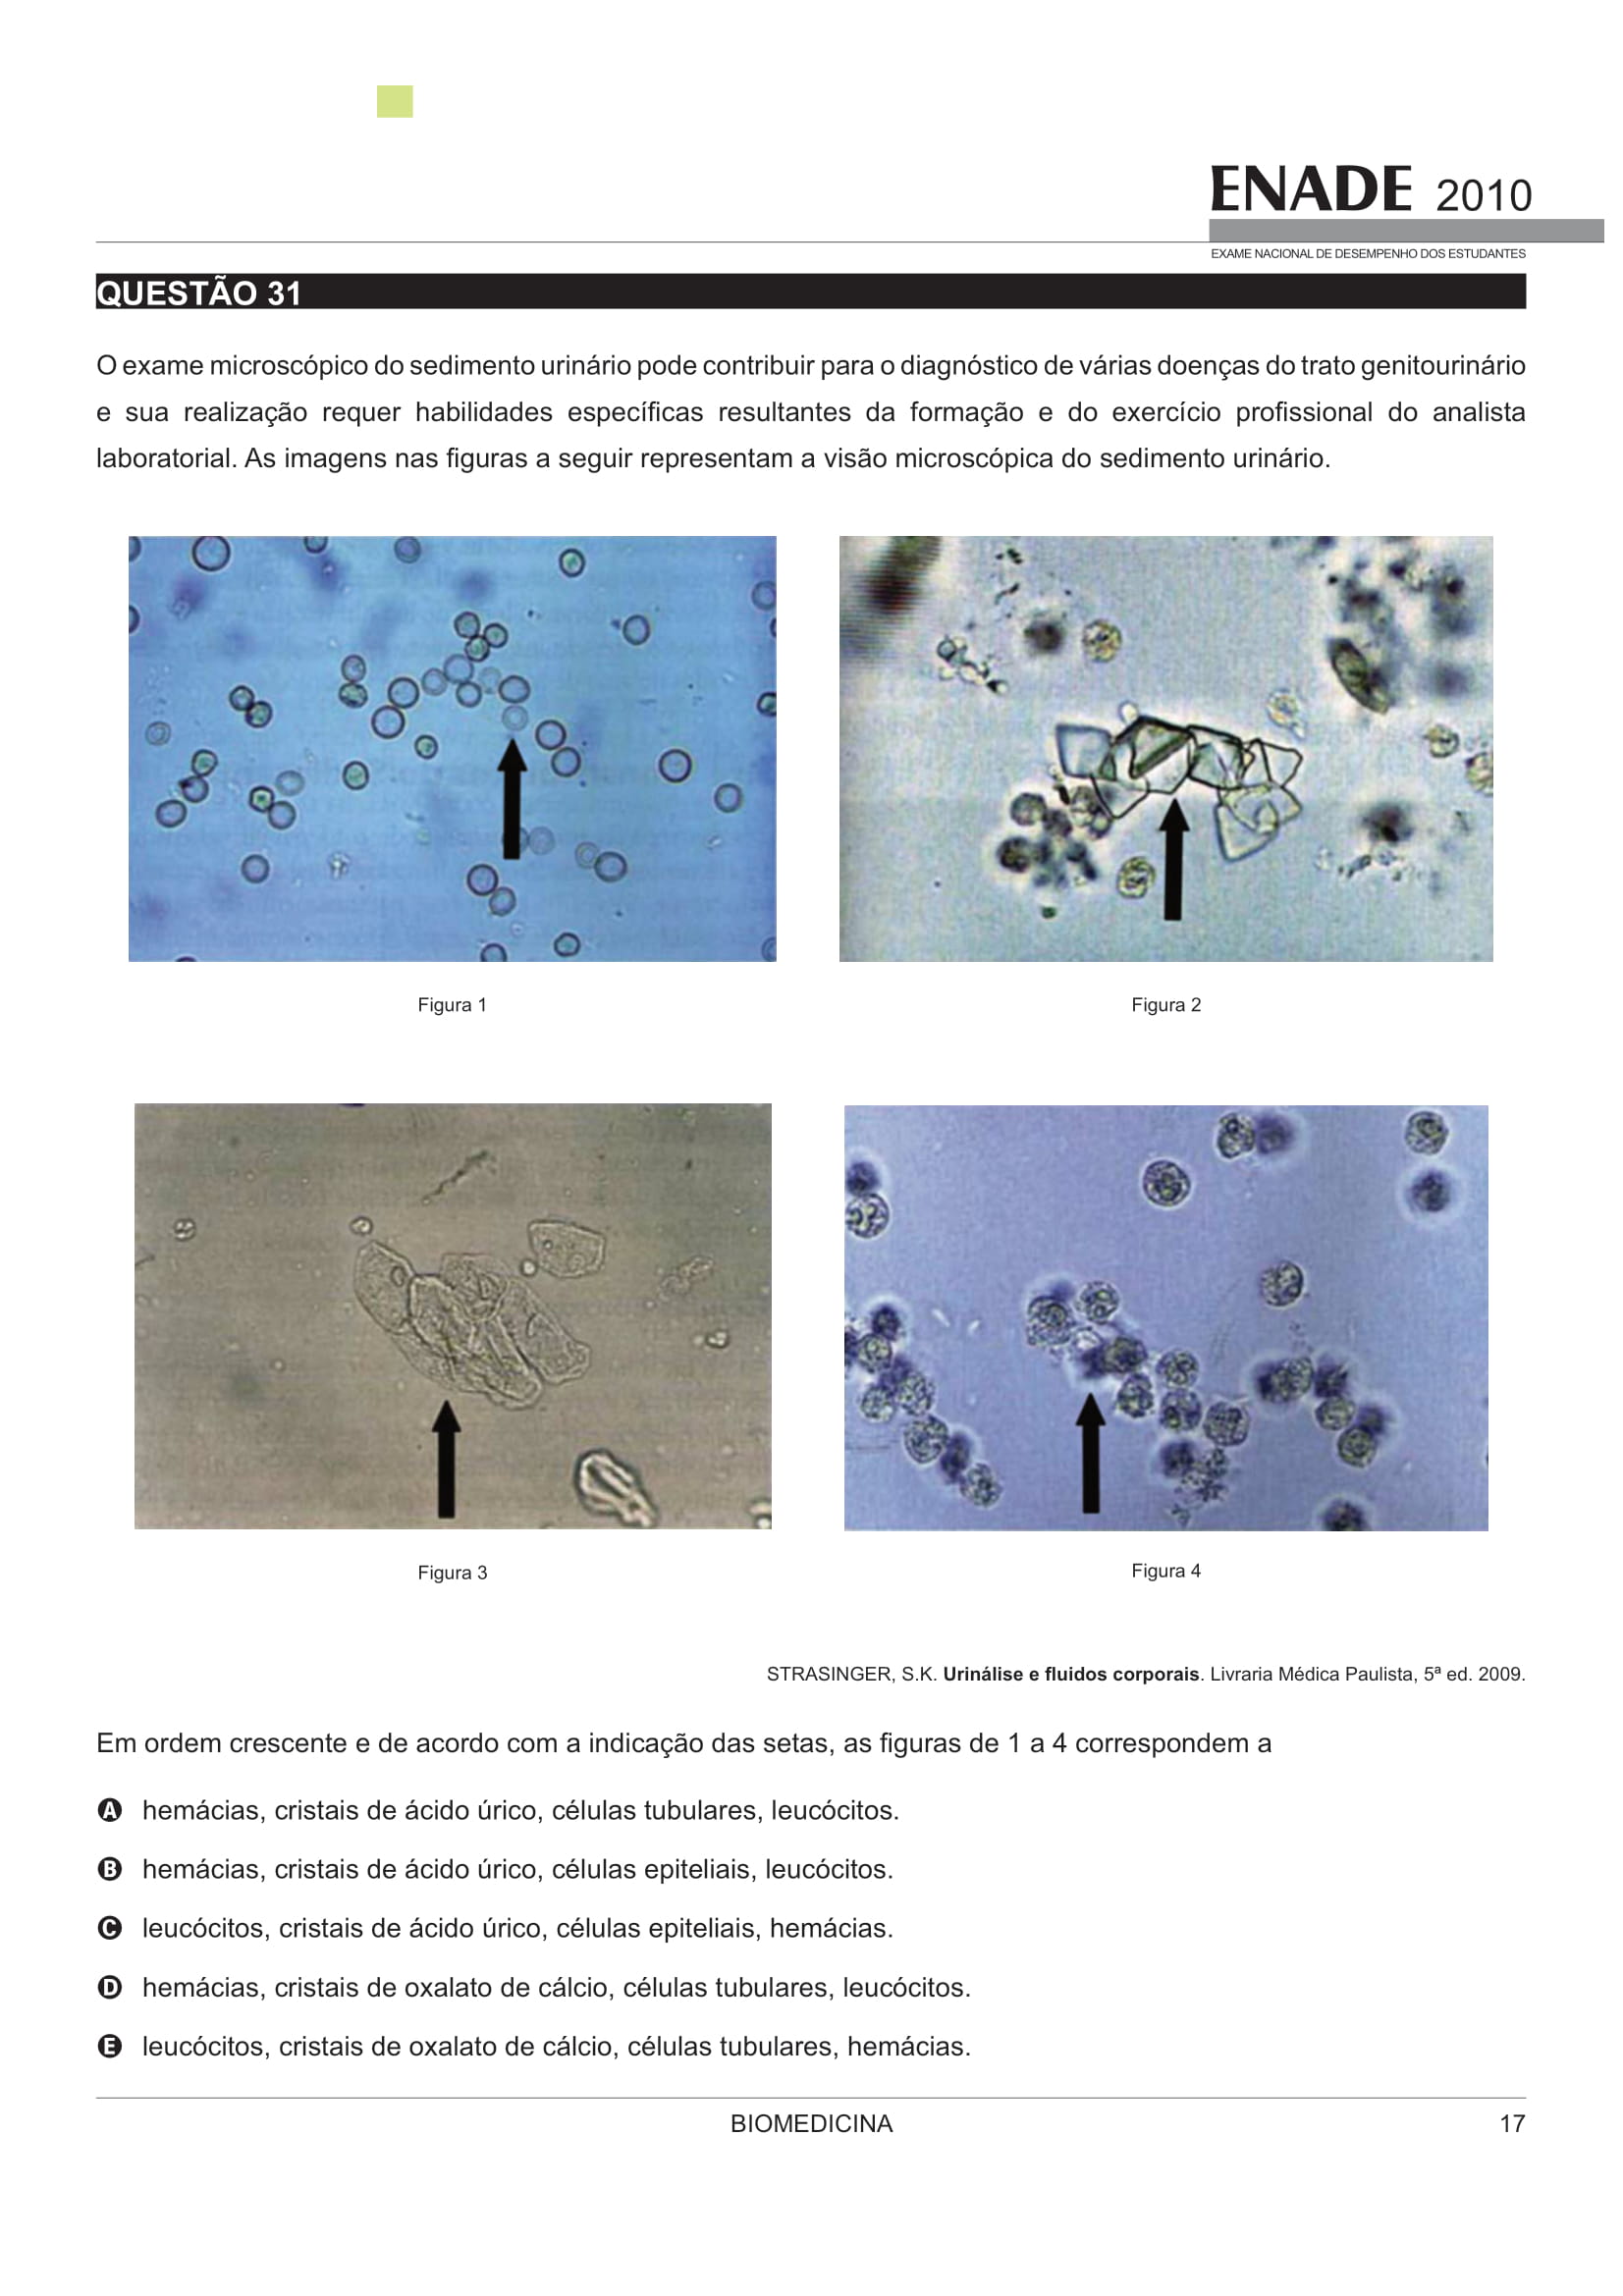 ENADE 2010
EXAME NACIONAL DE DESEMPENHO DOS ESTUDANTES
QUESTÃO 31
O exame microscópico do sedimento urinário pode contribuir para o diagnóstico de várias doenças do trato genitourinário
e sua realização requer habilidades específicas resultantes da formação e do exercício profissional do analista
laboratorial. As imagens nas figuras a seguir representam a visão microscópica do sedimento urinário.
Figura 1
Figura 2
Figura 3
Figura 4
STRASINGER, S.K. Urinálise e fluidos corporais. Livraria Médica Paulista, 5ª ed. 2009.
Em ordem crescente e de acordo com a indicação das setas, as figuras de 1 a 4 correspondem a
A hemácias, cristais de ácido úrico, células tubulares, leucócitos.
B hemácias, cristais de ácido úrico, células epiteliais, leucócitos.
C leucócitos, cristais de ácido úrico, células epiteliais, hemácias.
D hemácias, cristais de oxalato de cálcio, células tubulares, leucócitos.
E leucócitos, cristais de oxalato de cálcio, células tubulares, hemácias.
BIOMEDICINA
17